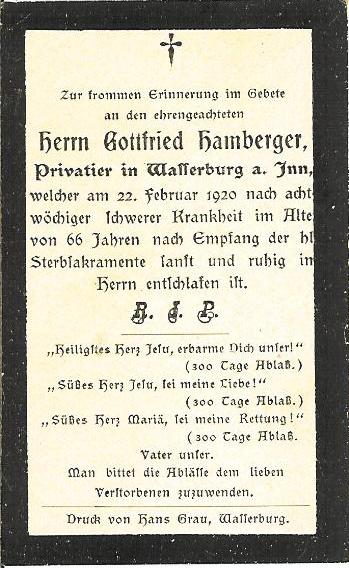 Zur frommen Erinnerung im Gebete
an den ehrengeachteten
Herrn Gottfried Hamberger,
Privatier in Wasserburg a. Inn,
welcher am 22. Februar 1920 nach acht-
wöchiger schwerer Krankheit im Alte
von 66 Jahren nach Empfang der hl
Sterbsakramente sanft und ruhig in
Herrn entschlafen ist.
R. I. P.
„Heiligstes Herz Jesu, erbarme Dich unser!"
(300 Tage Ablaß.)
„Süßes Herz Jesu, sei meine Liebe!"
(300 Tage Ablaß.)
„Süßes Herz Mariä, sei meine Rettung!"
(300 Tage Ablaß.
Vater unser.
Man bittet die Ablässe dem lieben
Verstorbenen zuzuwenden.
Druck von Hans Grau, Wasserburg.